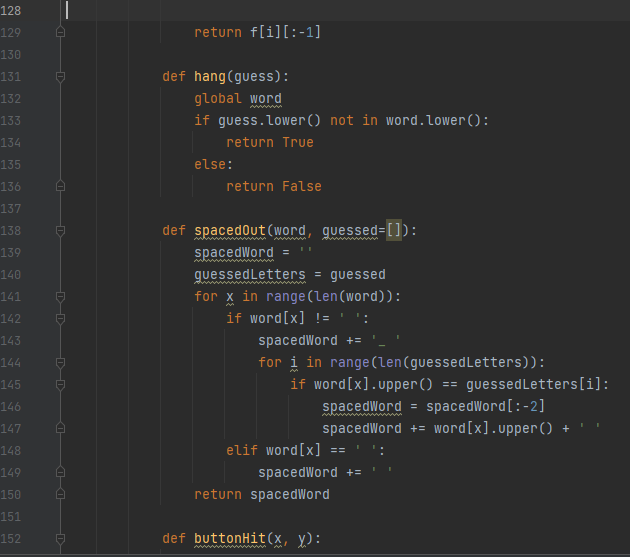 128
129 return f[i][:-1]
130
131 def hang(guess):
132 global word
133 if guess.lower() not in word.lower():
134 return True
135 else:
136 return False
137
138 def spacedOut(word, guessed=[]):
139 spacedWord = ''
140 guessedLetters = guessed
141 for x in range(len(word)):
142 if word[x] != ' ':
143 spacedWord += '_ '
144 for i in range(len(guessedLetters)):
145 if word[x].upper() == guessedLetters[i]:
146 spacedWord = spacedWord[:-2]
147 spacedWord += word[x].upper() + ' '
148 elif word[x] == ' ':
149 spacedWord += ' '
150 return spacedWord
151
152 def buttonHit(x, y):